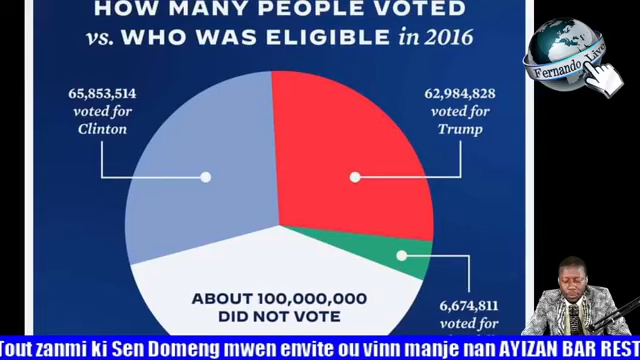 HOW MANY PEOPLE VOTED
vs. WHO WAS ELIGIBLE in 2016
65,853,514
voted for
Clinton
62,984,828
voted for
Trump
ABOUT 100,000,000
DID NOT VOTE
6,674,811
voted for
Fernando Live
Tout zanmi ki Sen Domeng mwen envite ou vinn manje nan AYIZAN BAR REST